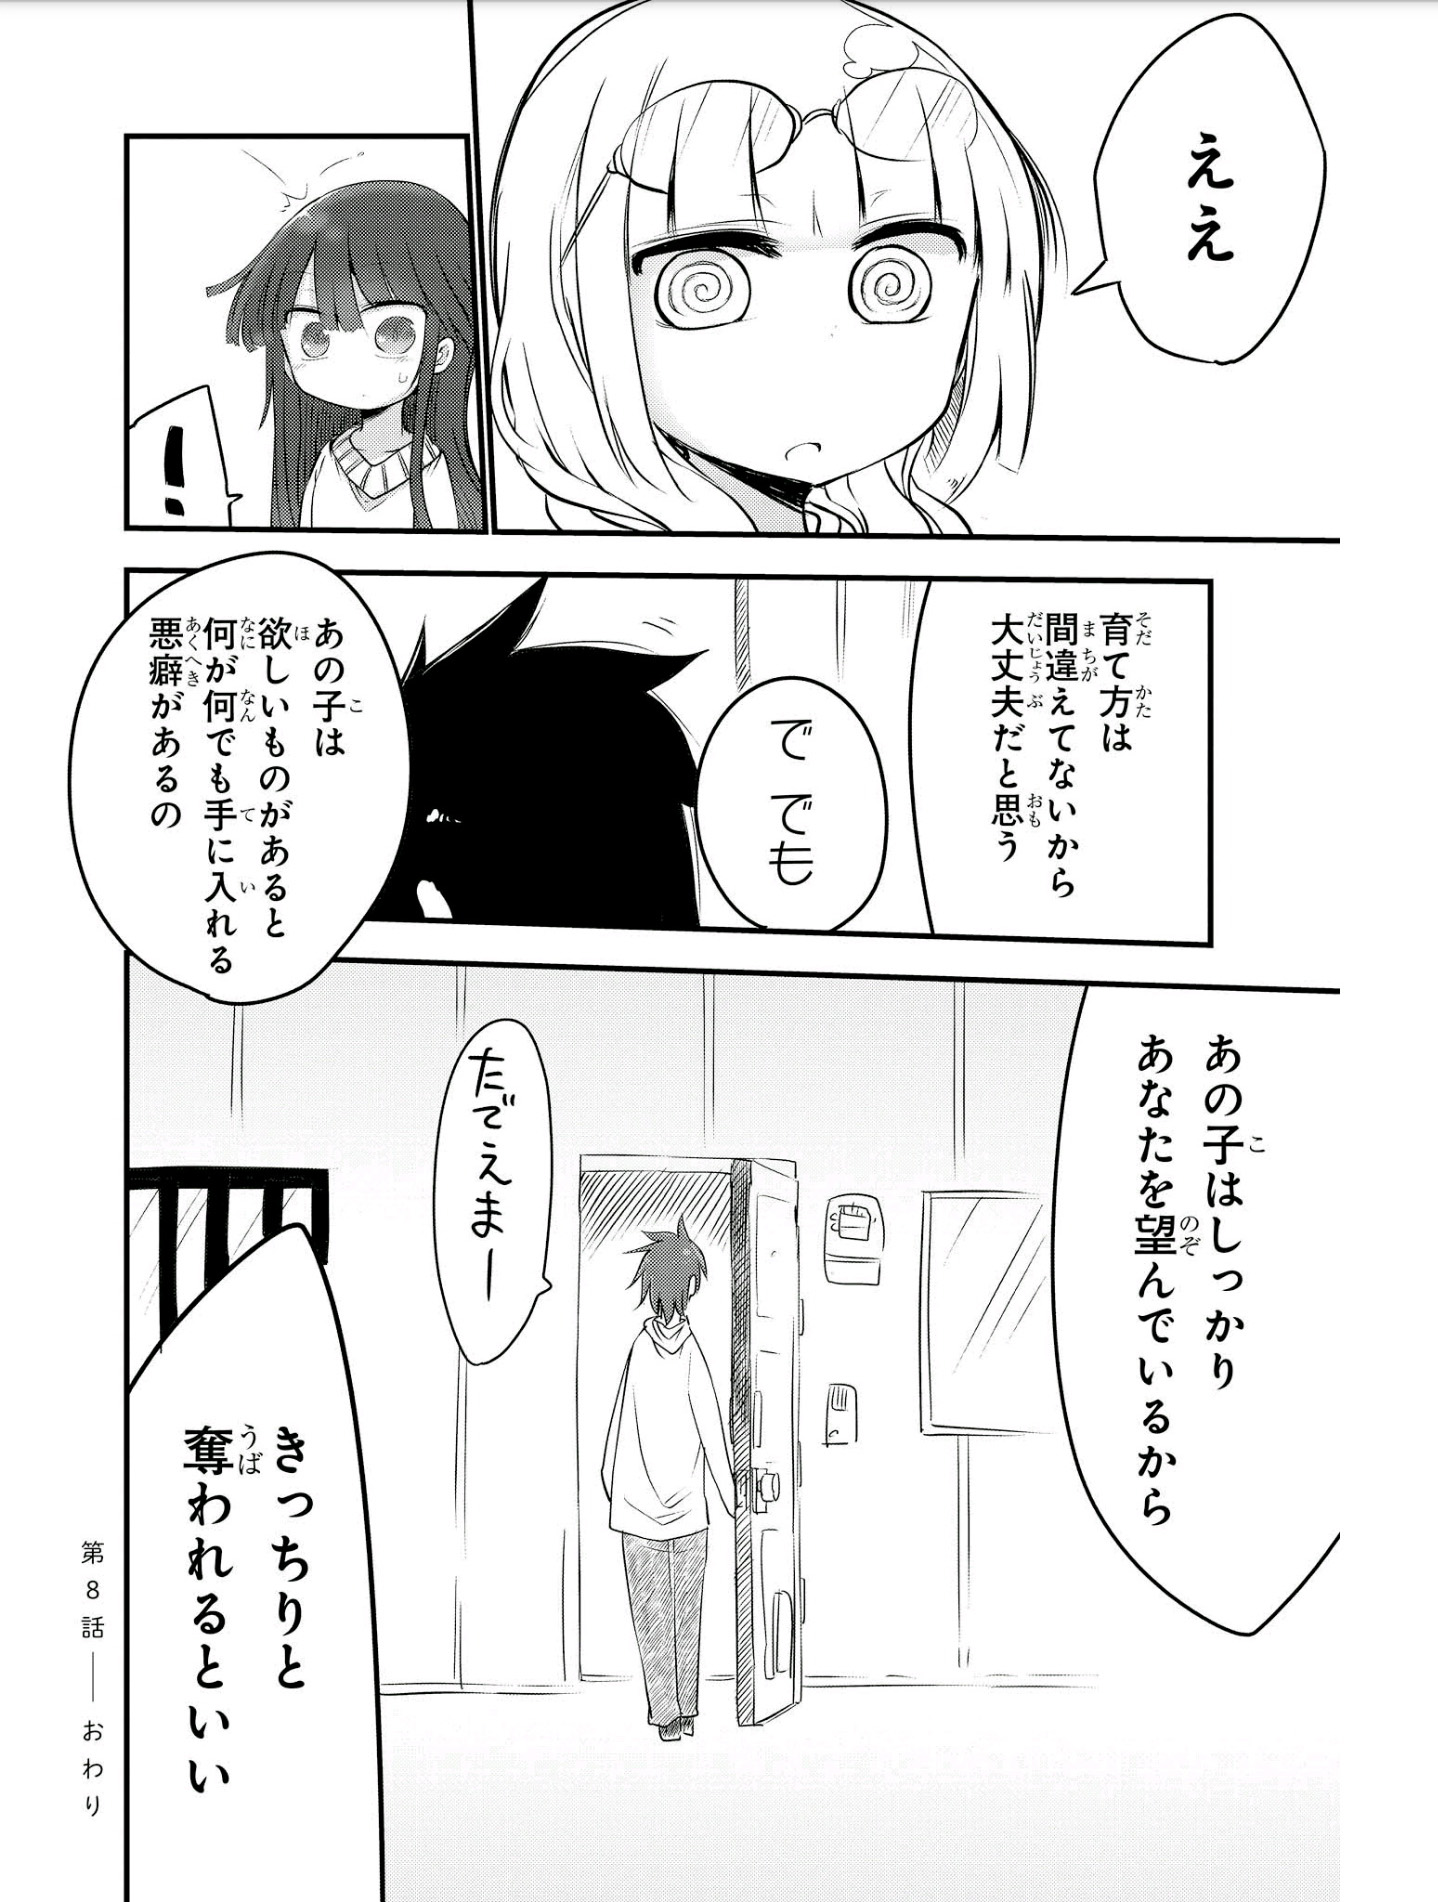 ええ
！
育て方は
間違えてないから
大丈夫だと思う
で でも
あの子は
欲しいものがあると
何が何でも手に入れる
悪癖があるの
あの子はしっかり
あなたを望んでいるから
たでえまー
きっちりと
奪われるといい
第8話――おわり